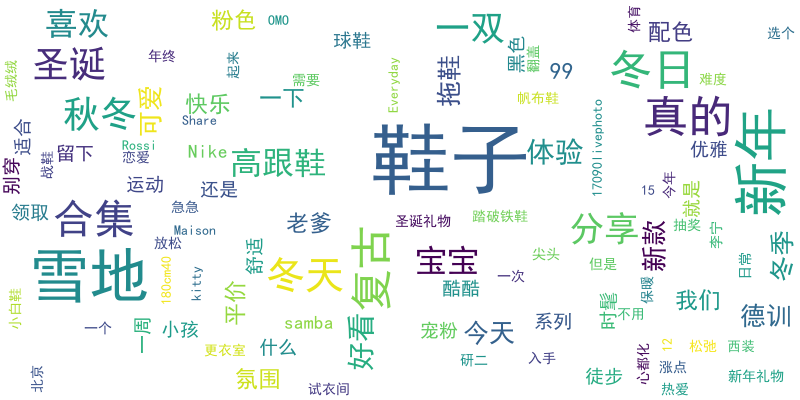 喜欢
粉色
OMO
一双
体育
配色
选个
圣诞
年终
球鞋
黑色
翻盖
毛绒绒
起来
需要
拖鞋
99
冬日
难度
秋冬
可爱
快乐
一下
Everyday
帆布鞋
真的
适合
Share
17090livephoto
新年
别穿
战鞋
留下
Rossi
恋爱
Nike
高跟鞋
鞋子
体验
优雅
运动
还是
15
今年
就是
领取
合集
急急
Maison
老爹
圣诞礼物
踏破铁鞋
分享
新款
抽奖
李宁
放松
雪地
180cm40
kitty
舒适
冬天
复古
宝宝
尖头
但是
日常
冬季
小白鞋
平价
一次
酷酷
时髦
不用
保暖
我们
德训
一个
一周
小孩
samba
好看
宠粉
今天
系列
更衣室
什么
研二
入手
心都化
12
松弛
西装
北京
氛围
试衣间
徒步
涨点
热爱
新年礼物